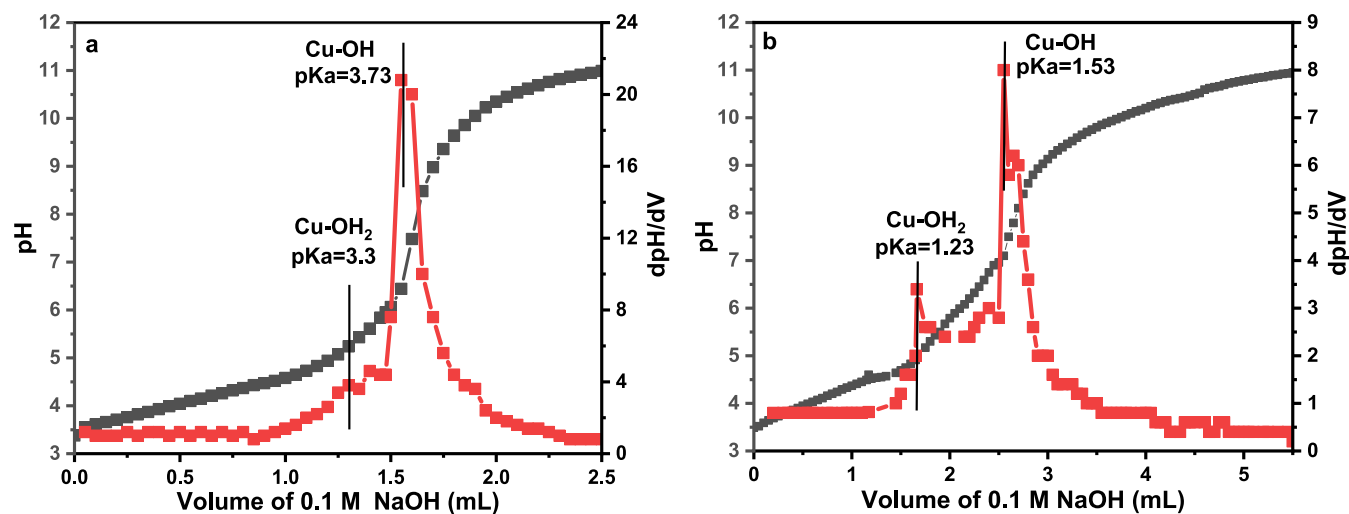 a
12
11
10
9
8
7
6
5
4
3
pH
24
20
16
12
8
4
0
dpH/dV
Cu-OH
pKa=3.73
Cu-OH₂
pKa=3.3
0.0 0.5 1.0 1.5 2.0 2.5
Volume of 0.1 M NaOH (mL)
b
12
11
10
9
8
7
6
5
4
3
pH
9
8
7
6
5
4
3
2
1
0
dpH/dV
Cu-OH
pKa=1.53
Cu-OH₂
pKa=1.23
0 1 2 3 4 5
Volume of 0.1 M NaOH (mL)